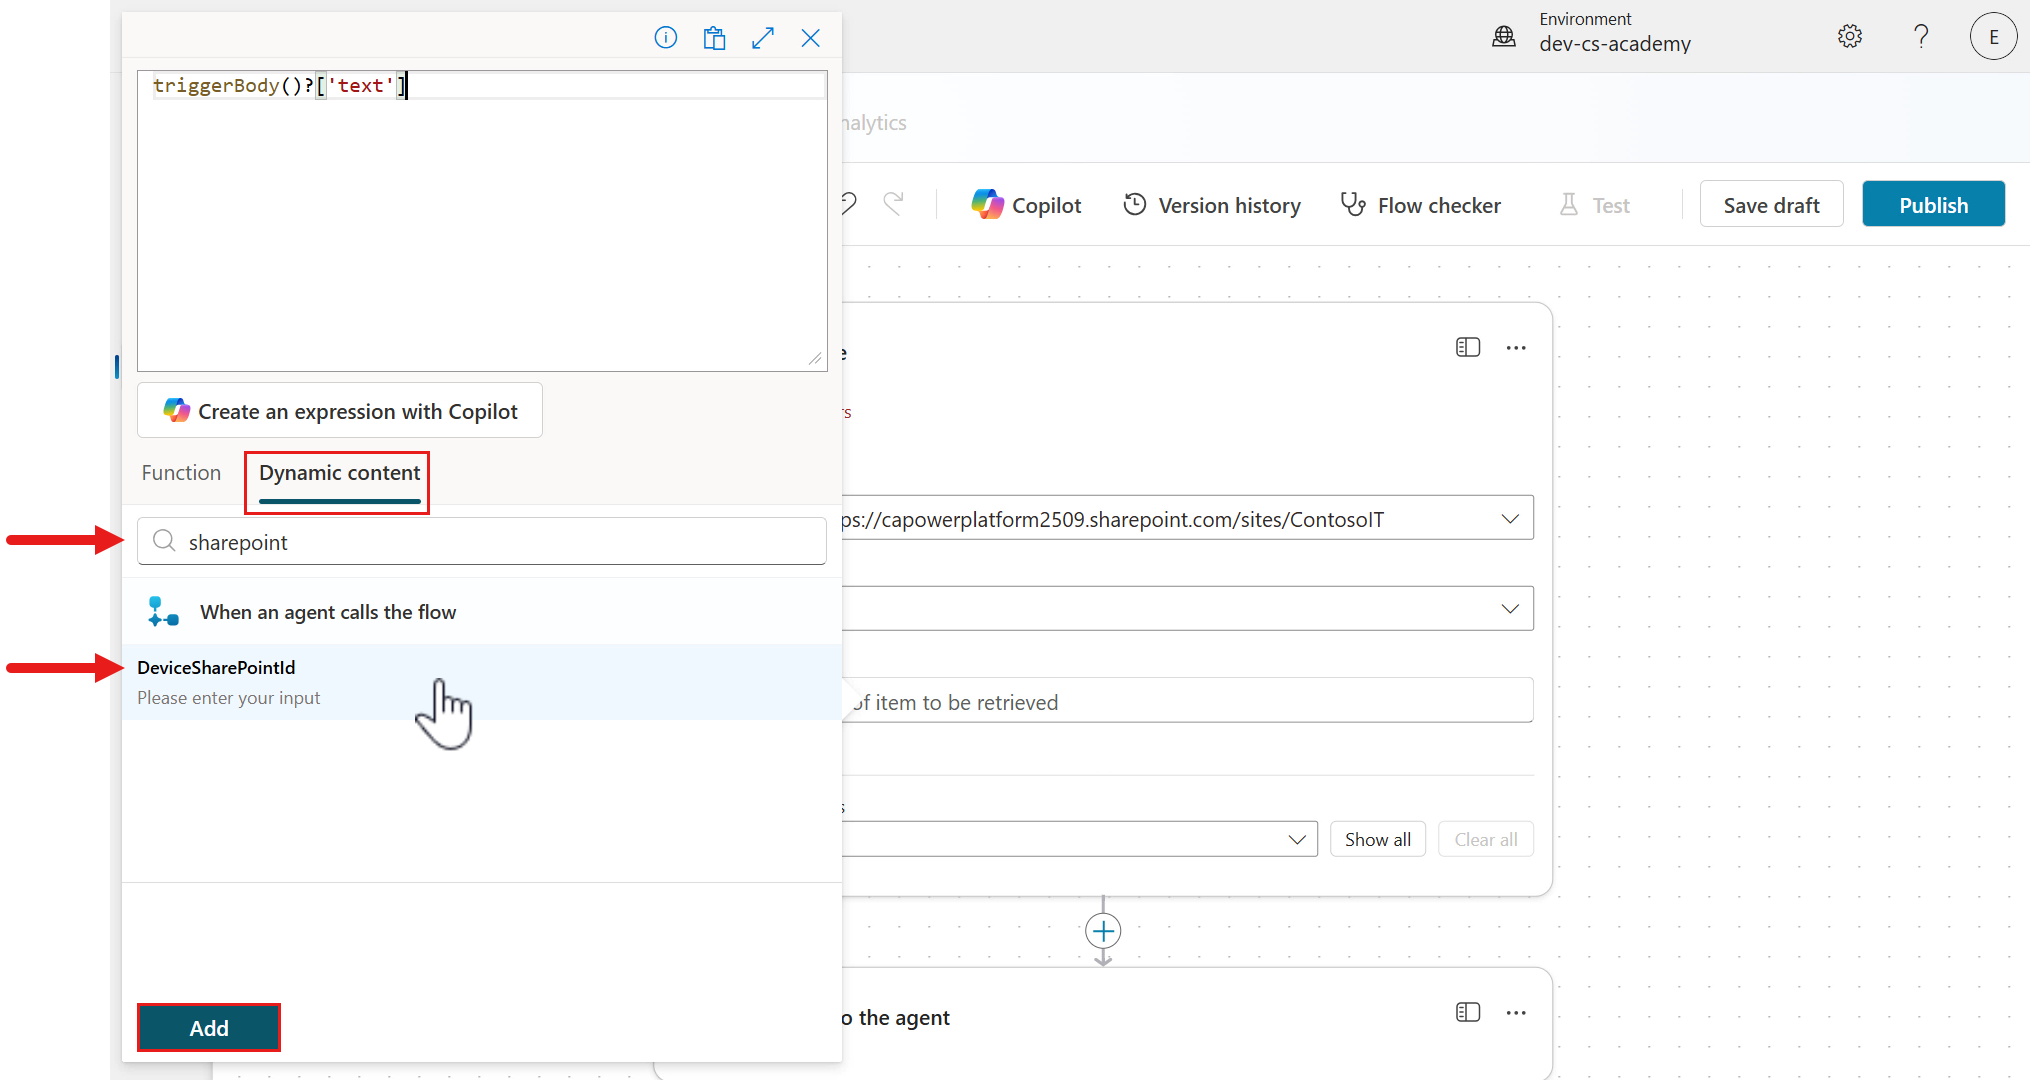 Environment
dev-cs-academy
E
triggerBody()?['text']
nalytics
Copilot
Version history
Flow checker
Test
Save draft
Publish
e
Create an expression with Copilot
rs
Function
Dynamic content
ps://capowerplatform2509.sharepoint.com/sites/ContosoIT
sharepoint
When an agent calls the flow
DeviceSharePointId
Please enter your input
of item to be retrieved
s
Show all
Clear all
Add
o the agent